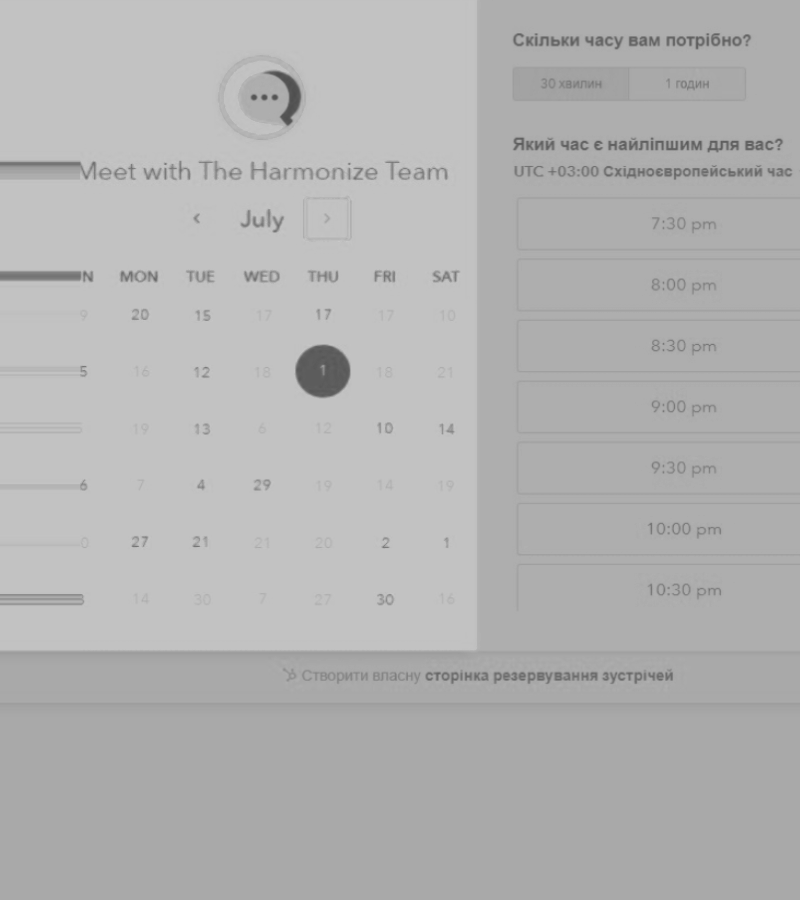 Meet with The Harmonize Team
July
N MON TUE WED THU FRI SAT
9 20 15 17 17 17 10
5 16 12 18 1 18 21
19 13 6 12 10 14
6 7 4 29 19 14 19
0 27 21 21 20 2 1
14 30 7 27 30 16
Скільки часу вам потрібно?
30 хвилин 1 годин
Який час є найліпшим для вас?
UTC +03:00 Східноєвропейський час
7:30 pm
8:00 pm
8:30 pm
9:00 pm
9:30 pm
10:00 pm
10:30 pm
Створити власну сторінка резервування зустрічей